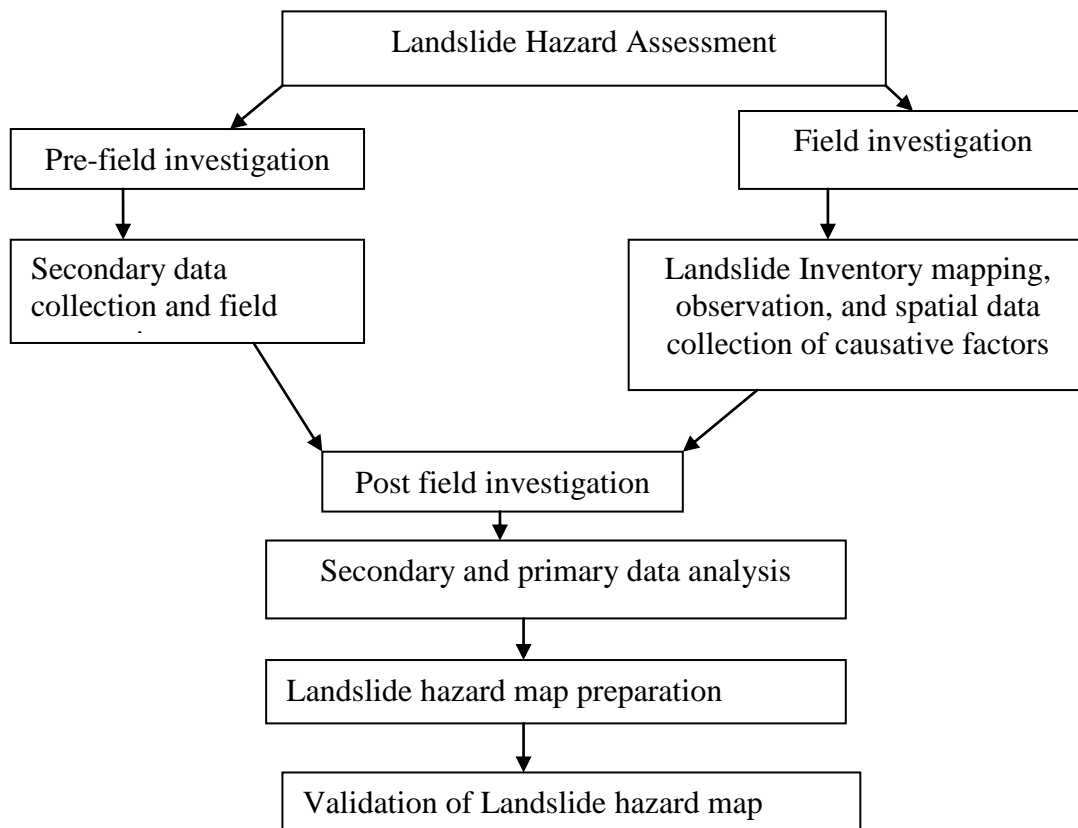 Landslide Hazard Assessment
Pre-field investigation
Field investigation
Secondary data
collection and field
Landslide Inventory mapping,
observation, and spatial data
collection of causative factors
Post field investigation
Secondary and primary data analysis
Landslide hazard map preparation
Validation of Landslide hazard map